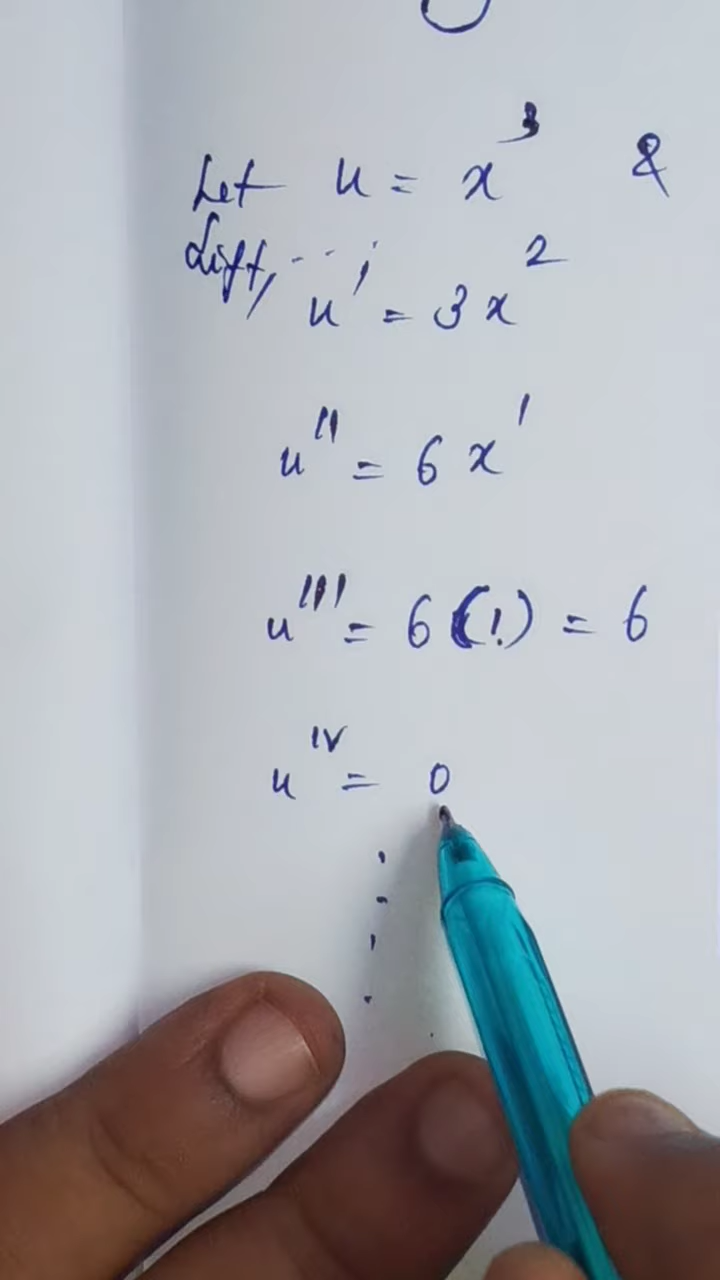 Let u = x³ &
diff, ...
u' = 3x²
u'' = 6x¹
u''' = 6(1) = 6
u^IV = 0